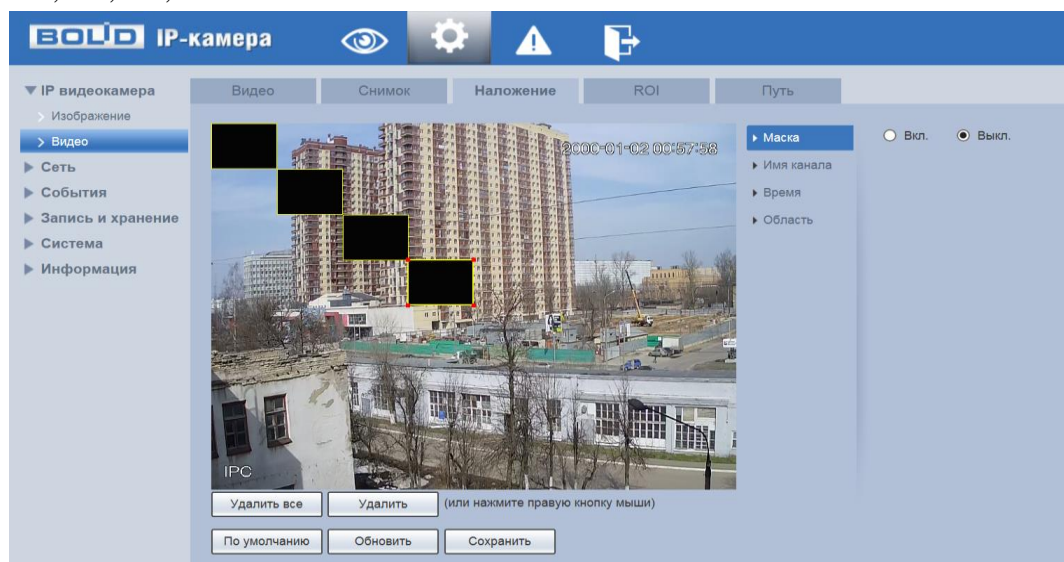 BOLID IP-камера
IP видеокамера
Изображение
Видео
Сеть
События
Запись и хранение
Система
Информация
Видео Снимок Наложение ROI Путь
2000-01-02 00:57:58
IPC
Маска
Имя канала
Время
Область
Вкл. Выкл.
Удалить все Удалить (или нажмите правую кнопку мыши)
По умолчанию Обновить Сохранить